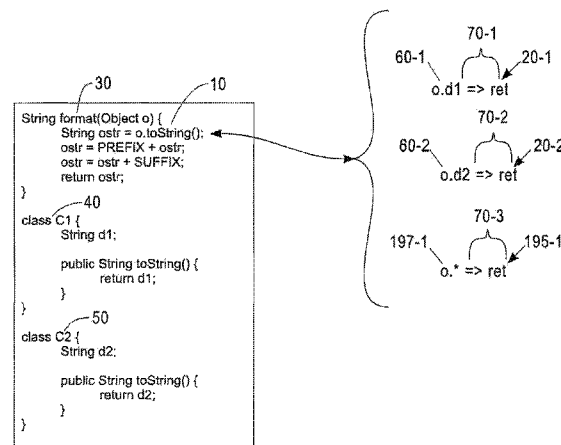 30
10
String format(Object o) {
String ostr = o.toString();
ostr = PREFIX + ostr;
ostr = ostr + SUFFIX;
return ostr;
}
40
class C1 {
String d1;
public String toString() {
return d1;
}
}
50
class C2 {
String d2;
public String toString() {
return d2;
}
}
70-1
60-1
20-1
o.d1 => ret
70-2
60-2
20-2
o.d2 => ret
70-3
197-1
195-1
o.* => ret